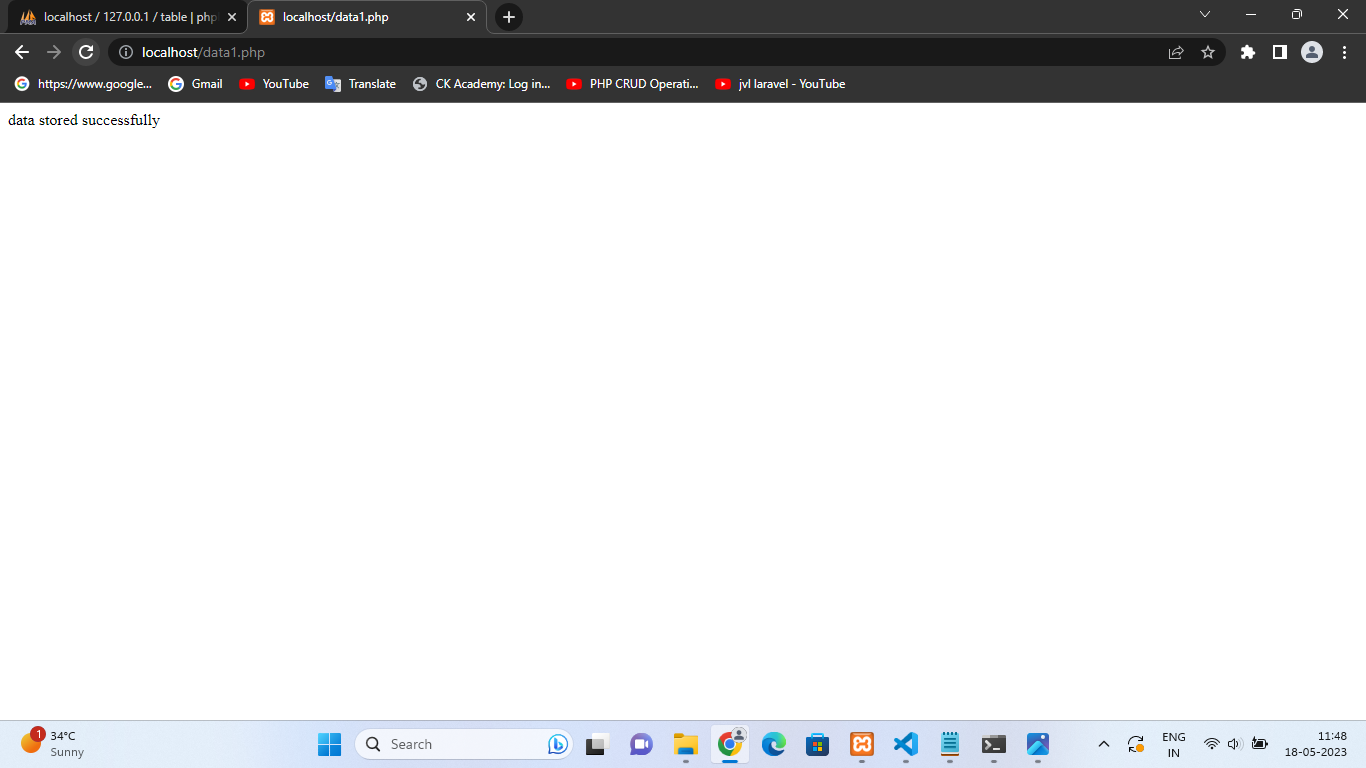 localhost / 127.0.0.1 / table | php
localhost/data1.php
localhost/data1.php
https://www.google... Gmail YouTube Translate CK Academy: Log in... PHP CRUD Operati... jvl laravel - YouTube
data stored successfully
1
34°C
Sunny
Search
ENG
IN
11:48
18-05-2023